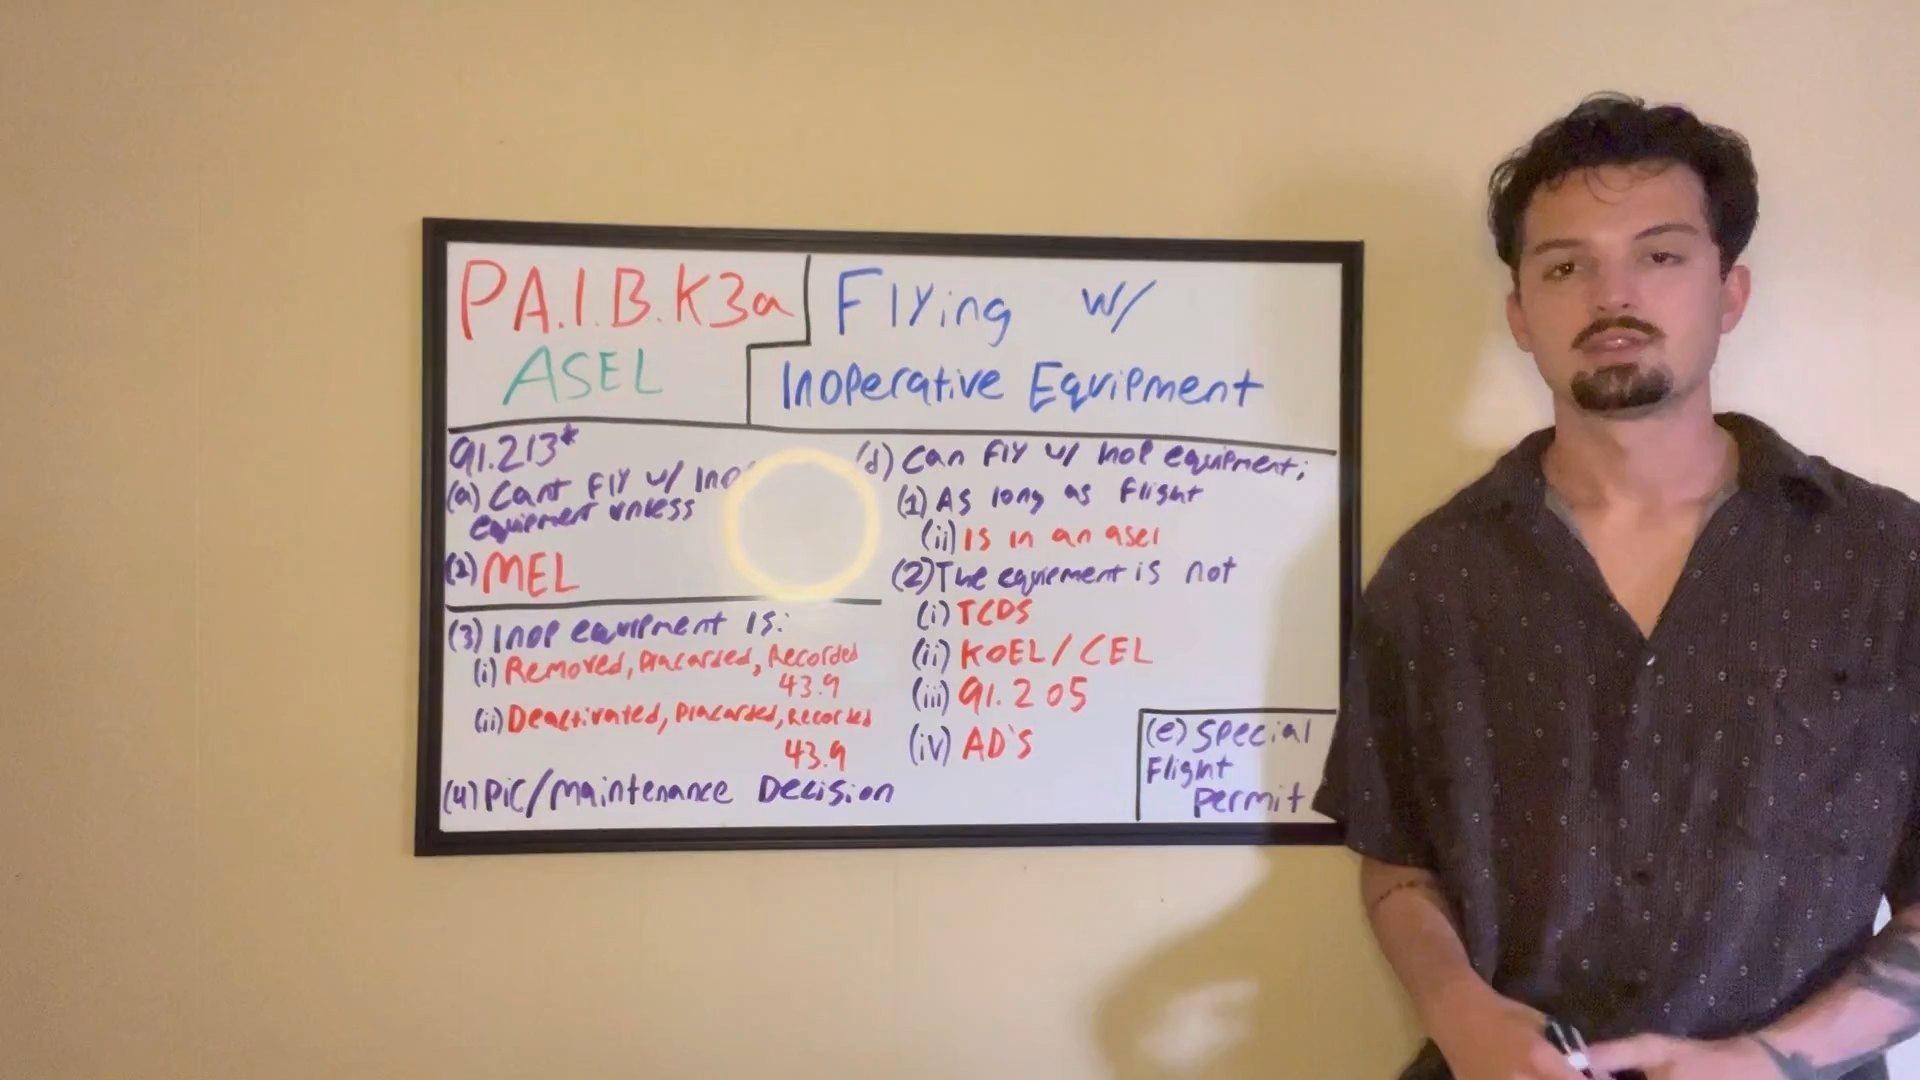 PA.I.B.K3a
ASEL
Flying w/
Inoperative Equipment
91.213*
(a) Cant Fly w/ Ino
equipment unless
MEL
(3) Inop equipment is:
(i) Removed, Placarded, Recorded
43.9
(ii) Deactivated, Placarded, Recorded
43.9
(4) PIC/Maintenance Decision
(d) Can Fly w/ Inop equipment;
(1) As long as Flight
(ii) Is in an asel
(2) The equipment is not
(i) TCDS
(ii) KOEL/CEL
(iii) 91.205
(iv) AD's
(e) Special
Flight
Permit